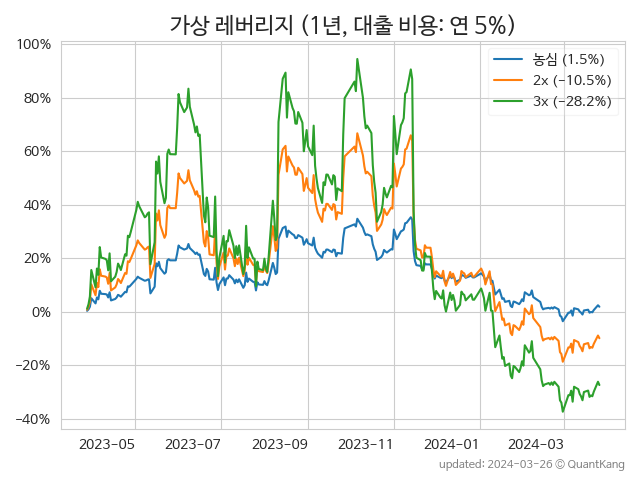 가상 레버리지 (1년, 대출 비용: 연 5%)
100%
80%
60%
40%
20%
0%
−20%
−40%
농심 (1.5%)
2x (−10.5%)
3x (−28.2%)
2023-05
2023-07
2023-09
2023-11
2024-01
2024-03
updated: 2024-03-26 © QuantKang